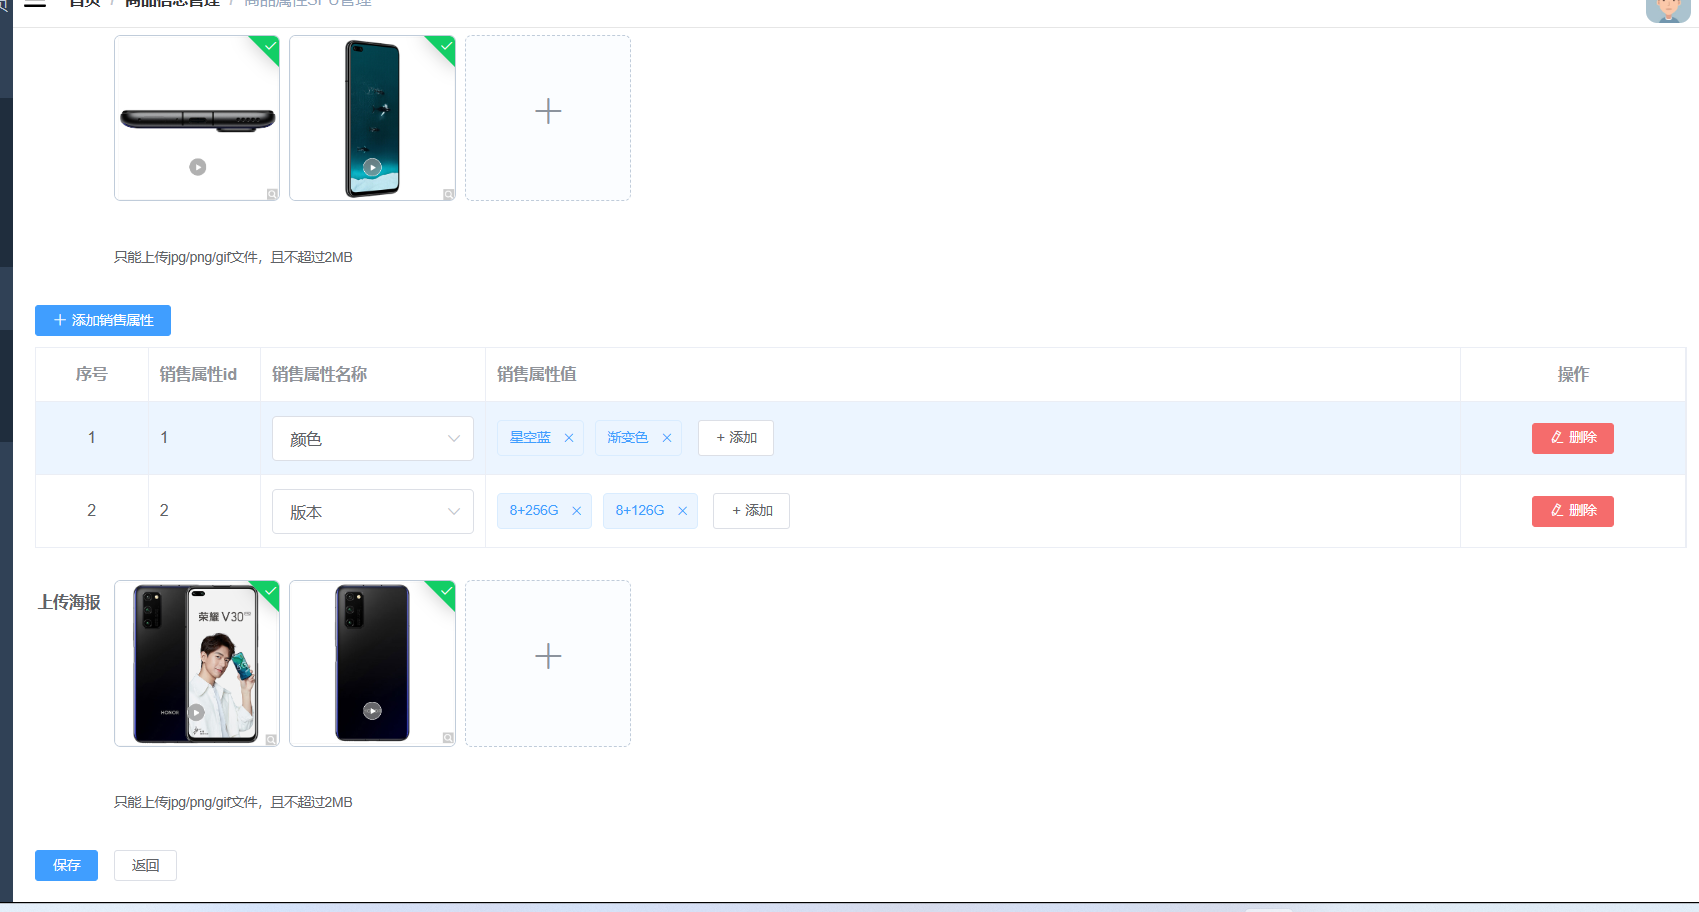 首页 / 商品信息管理 / 商品属性SPU管理
只能上传jpg/png/gif文件，且不超过2MB
添加销售属性
序号 销售属性id 销售属性名称 销售属性值 操作
1 1 颜色 星空蓝 渐变色 + 添加 删除
2 2 版本 8+256G 8+126G + 添加 删除
上传海报
荣耀 V30
HONOR
只能上传jpg/png/gif文件，且不超过2MB
保存 返回